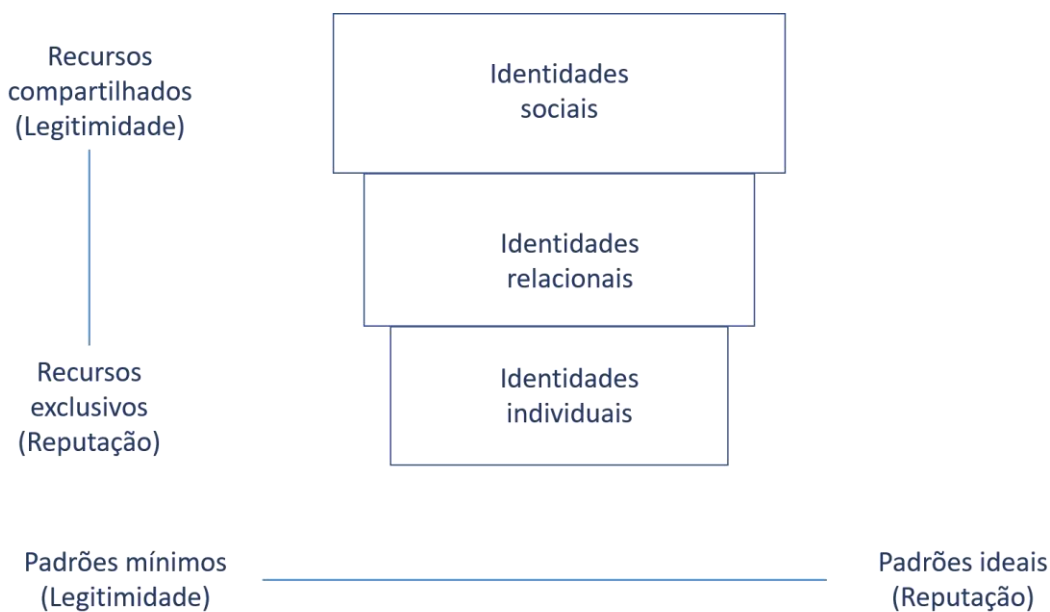 Recursos
compartilhados
(Legitimidade)
Identidades
sociais
Identidades
relacionais
Recursos
exclusivos
(Reputação)
Identidades
individuais
Padrões mínimos
(Legitimidade)
Padrões ideais
(Reputação)